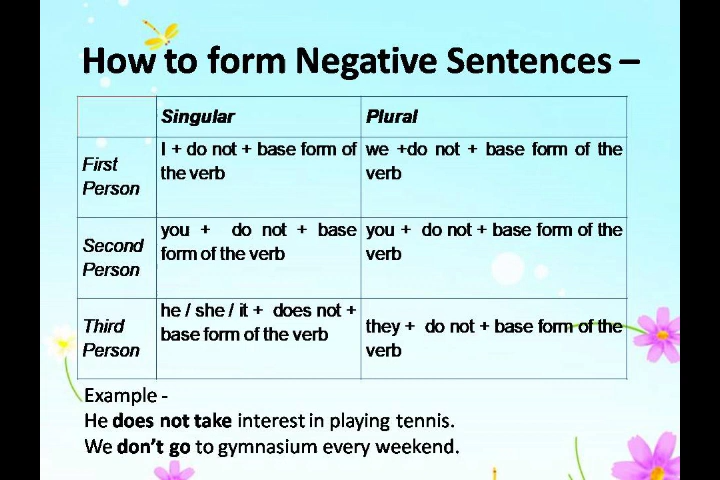 How to form Negative Sentences –
Singular Plural
First Person
I + do not + base form of the verb
we +do not + base form of the verb
Second Person
you + do not + base form of the verb
you + do not + base form of the verb
Third Person
he / she / it + does not + base form of the verb
they + do not + base form of the verb
Example -
He does not take interest in playing tennis.
We don't go to gymnasium every weekend.